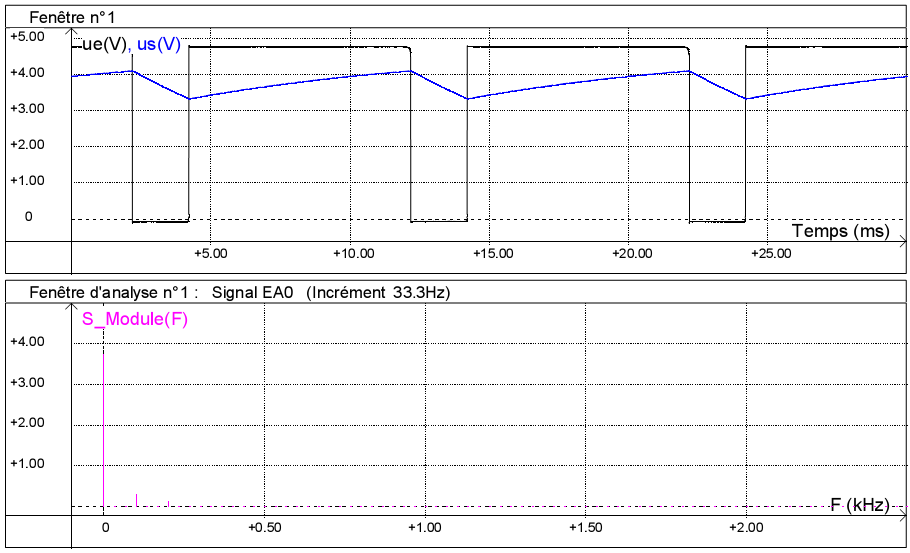 Fenêtre n°1
+5.00
ue(V), us(V)
+4.00
+3.00
+2.00
+1.00
0
Temps (ms)
+5.00 +10.00 +15.00 +20.00 +25.00
Fenêtre d'analyse n°1 : Signal EA0 (Incrément 33.3Hz)
S_Module(F)
+4.00
+3.00
+2.00
+1.00
F (kHz)
0 +0.50 +1.00 +1.50 +2.00